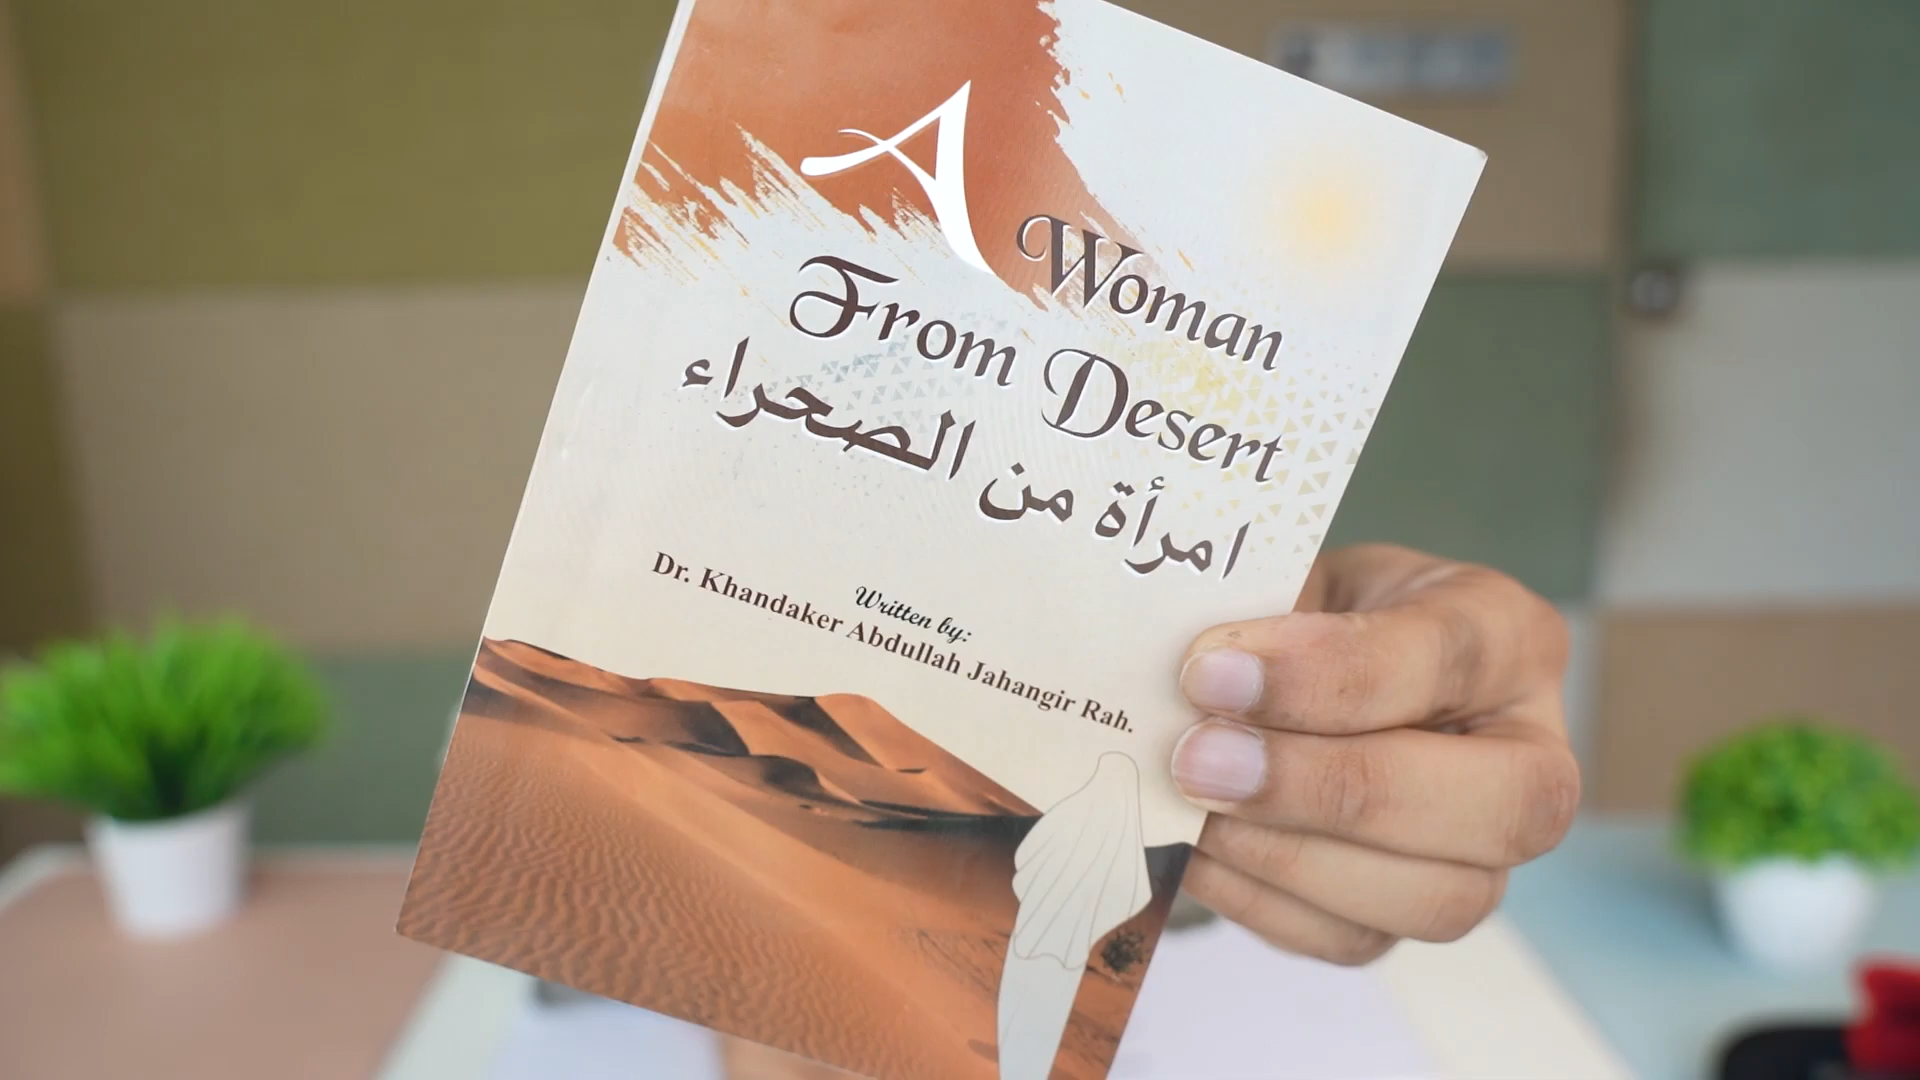 A Woman
From Desert
امرأة من الصحراء
Written by:
Dr. Khandaker Abdullah Jahangir Rah.